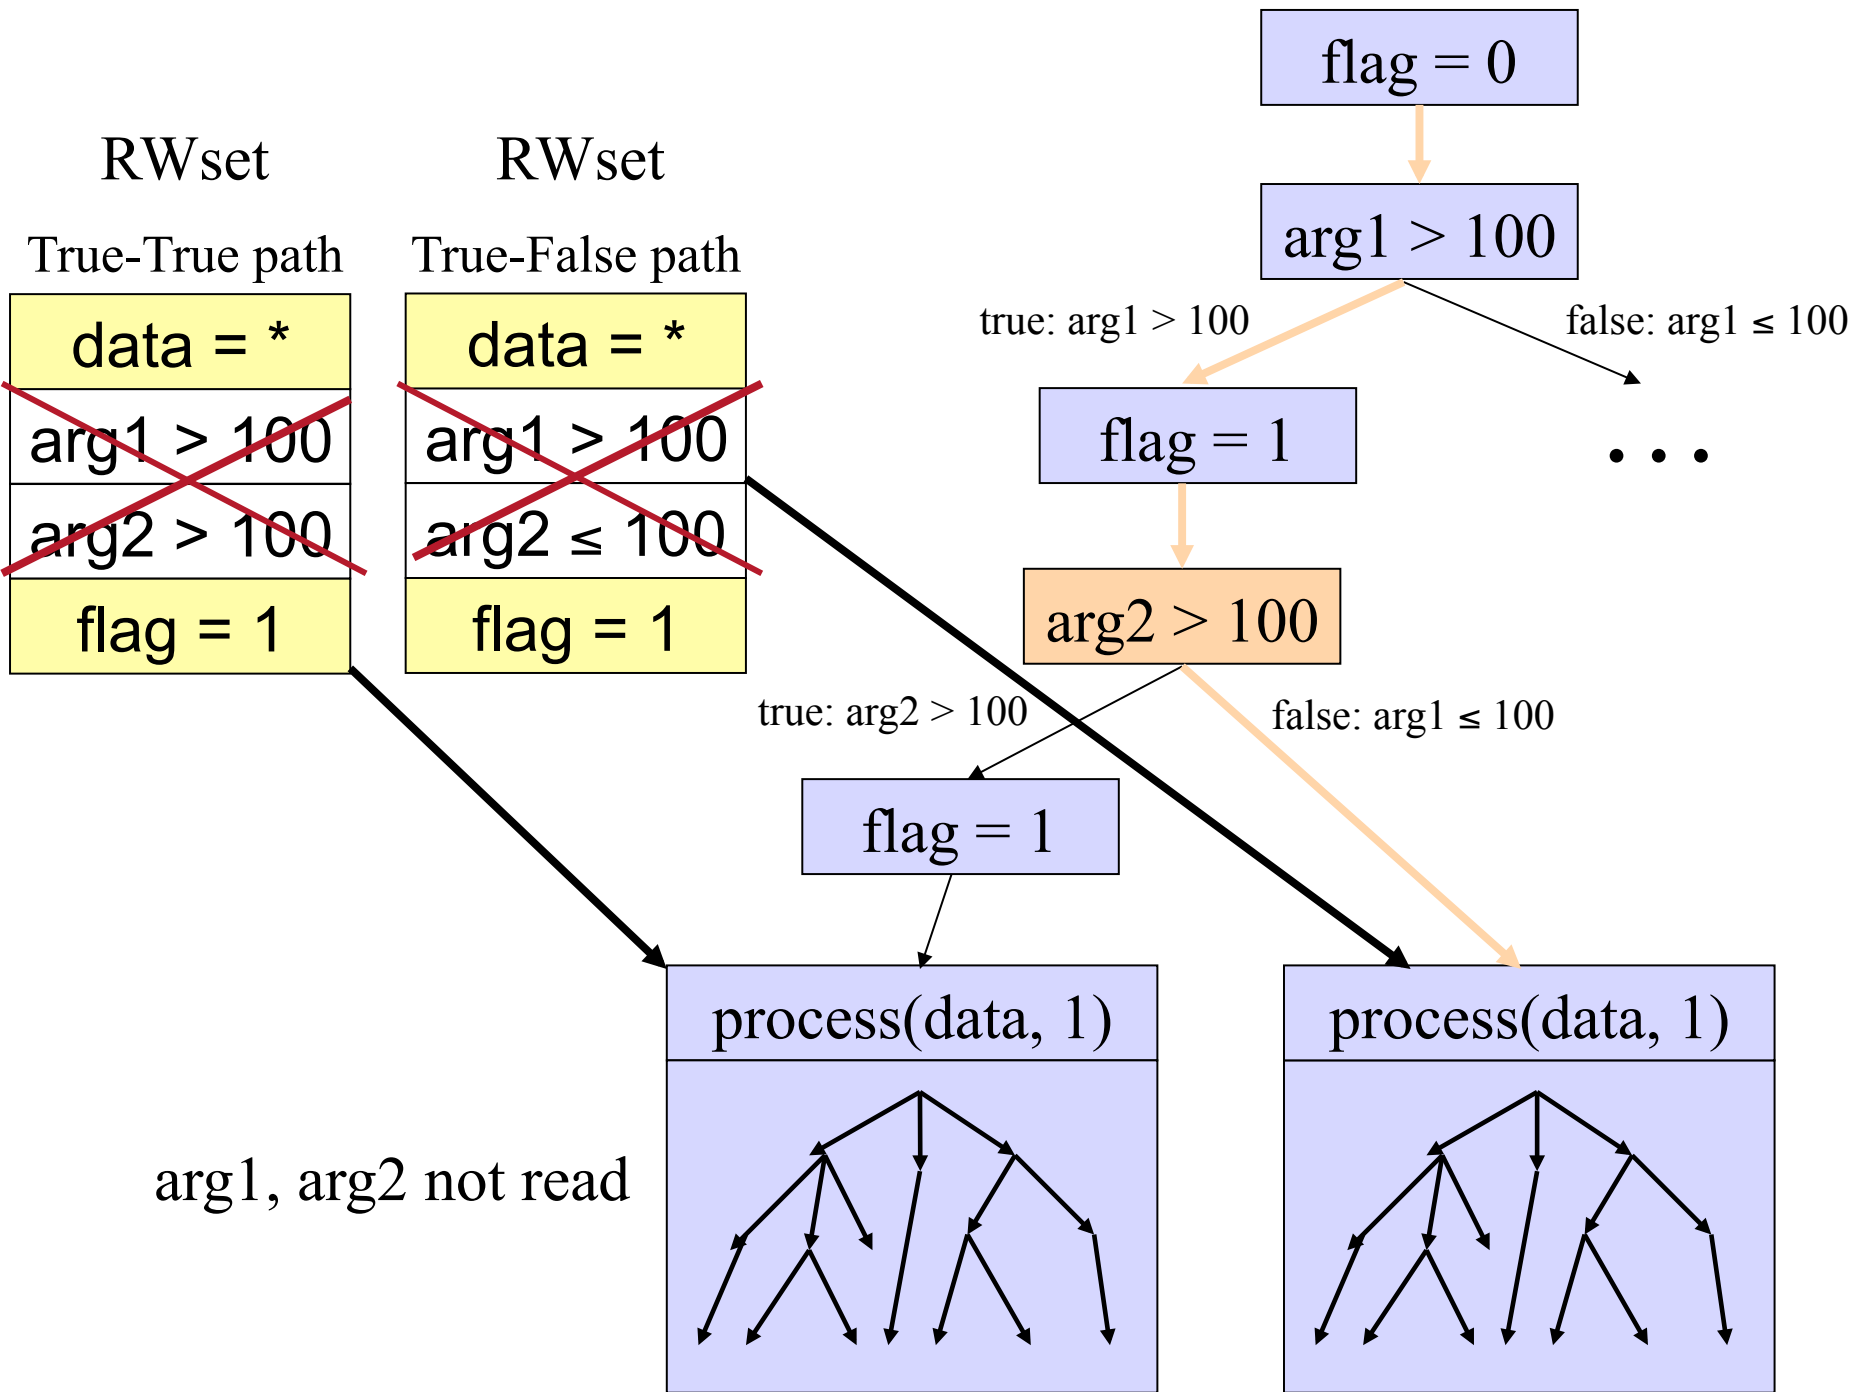 flag = 0
RWset
RWset
arg1 > 100
True-True path
True-False path
true: arg1 > 100
false: arg1 ≤ 100
data = *
data = *
arg1 > 100
arg1 > 100
flag = 1
. . .
arg2 > 100
arg2 ≤ 100
flag = 1
flag = 1
arg2 > 100
true: arg2 > 100
false: arg1 ≤ 100
flag = 1
process(data, 1)
process(data, 1)
arg1, arg2 not read